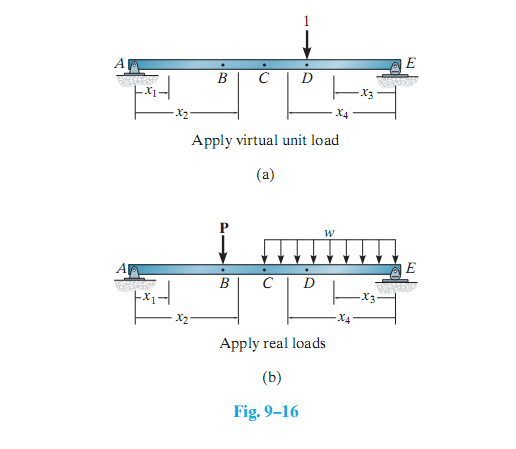 1
A B C D E
x1 x3
x2 x4
Apply virtual unit load
(a)
P w
A B C D E
x1 x3
x2 x4
Apply real loads
(b)
Fig. 9–16